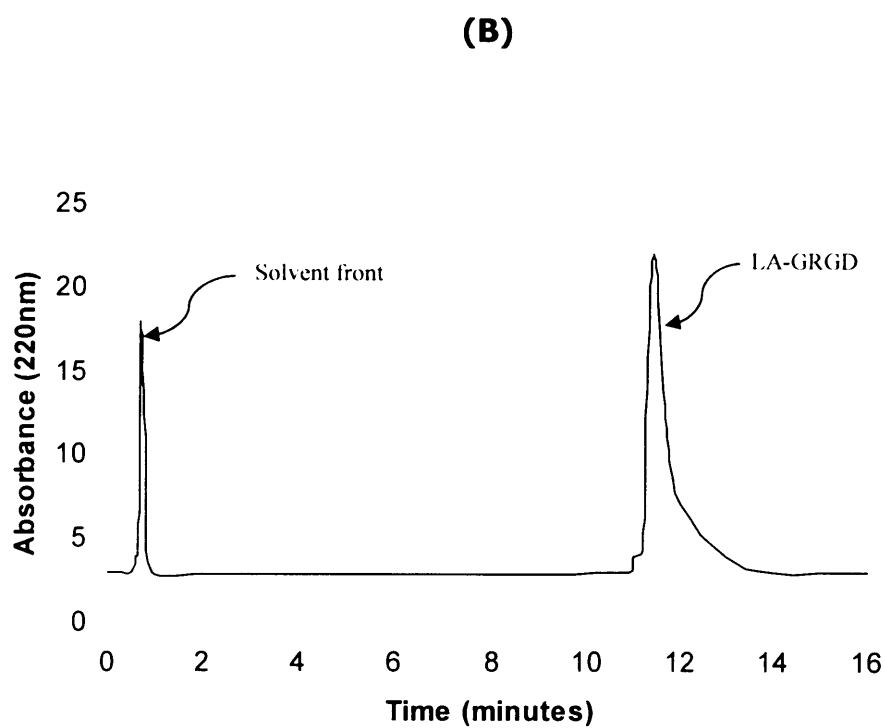 (B)
Absorbance (220nm)
25
20
15
10
5
0
Solvent front
LA-GRGD
0 2 4 6 8 10 12 14 16
Time (minutes)